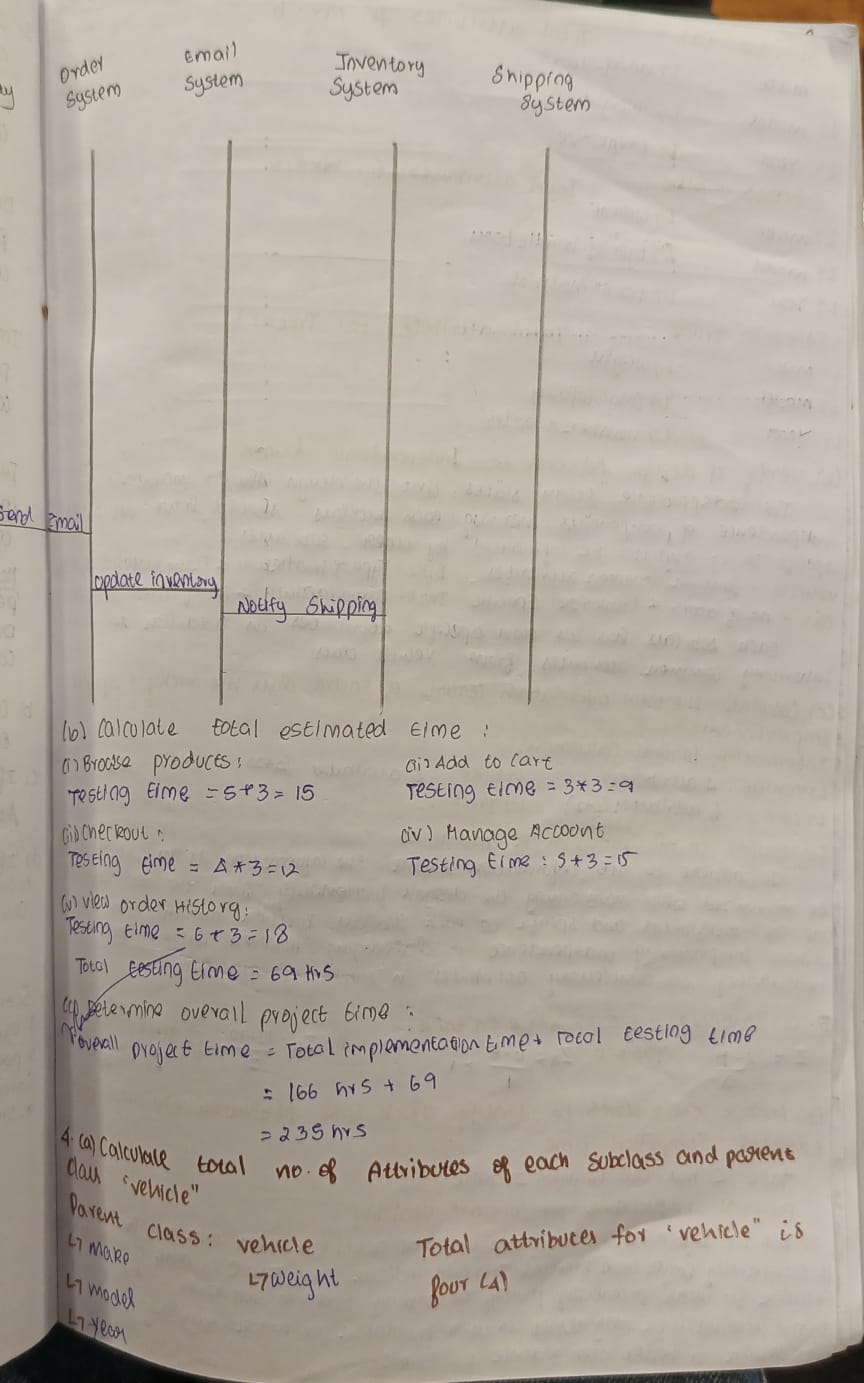 Order System
Email System
Inventory System
Shipping System
Send Email
Update inventory
Notify Shipping
(b) Calculate total estimated time :
(i) Browse products :
Testing time = 5*3 = 15
(ii) Add to Cart
Testing time = 3*3 = 9
(iii) Checkout :
Testing time = 4*3 = 12
(iv) Manage Account
Testing time : 5*3 = 15
(v) View Order History :
Testing time = 6*3 = 18
Total testing time = 69 Hrs
(c) Determine overall project time :
Overall project time = Total implementation time + Total testing time
= 166 hrs + 69
= 235 hrs
4. (a) Calculate total no. of Attributes of each Subclass and parent
class "vehicle"
Parent class : vehicle
↳ Make
↳ Model
↳ Year
↳ Weight
Total attributes for "vehicle" is
four (4)